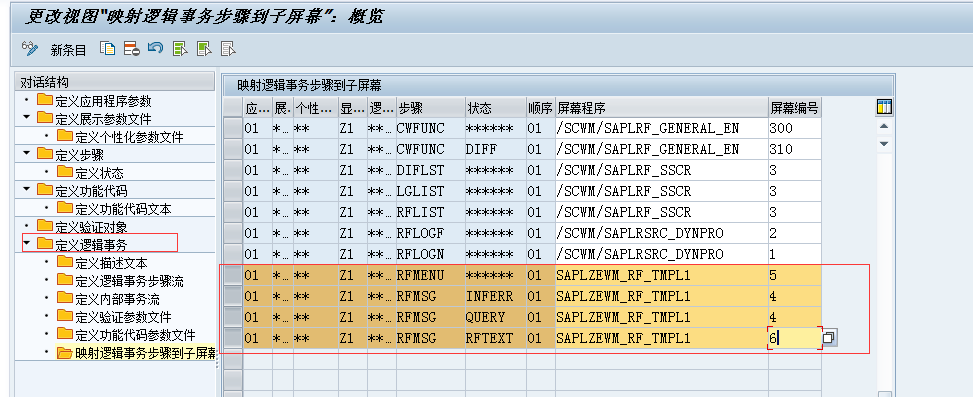 更改视图“映射逻辑事务步骤到子屏幕”：概览
新条目
对话结构
定义应用程序参数
定义展示参数文件
定义个性化参数文件
定义步骤
定义状态
定义功能代码
定义功能代码文本
定义验证对象
定义逻辑事务
定义描述文本
定义逻辑事务步骤流
定义内部事务流
定义验证参数文件
定义功能代码参数文件
映射逻辑事务步骤到子屏幕
映射逻辑事务步骤到子屏幕
应... 展... 个性... 显... 逻... 步骤 状态 顺序 屏幕程序 屏幕编号
01 *... ** Z1 **... CWFUNC ****** 01 /SCWM/SAPLRF_GENERAL_EN 300
01 *... ** Z1 **... CWFUNC DIFF 01 /SCWM/SAPLRF_GENERAL_EN 310
01 *... ** Z1 **... DIFLST ****** 01 /SCWM/SAPLRF_SSCR 3
01 *... ** Z1 **... LGLIST ****** 01 /SCWM/SAPLRF_SSCR 3
01 *... ** Z1 **... RFLIST ****** 01 /SCWM/SAPLRF_SSCR 3
01 *... ** Z1 **... RFLOGF ****** 01 /SCWM/SAPLRSRC_DYNPRO 2
01 *... ** Z1 **... RFLOGN ****** 01 /SCWM/SAPLRSRC_DYNPRO 1
01 *... ** Z1 **... RFMENU ****** 01 SAPLZEWM_RF_TMPL1 5
01 *... ** Z1 **... RFMSG INFERR 01 SAPLZEWM_RF_TMPL1 4
01 *... ** Z1 **... RFMSG QUERY 01 SAPLZEWM_RF_TMPL1 4
01 *... ** Z1 **... RFMSG RFTEXT 01 SAPLZEWM_RF_TMPL1 6